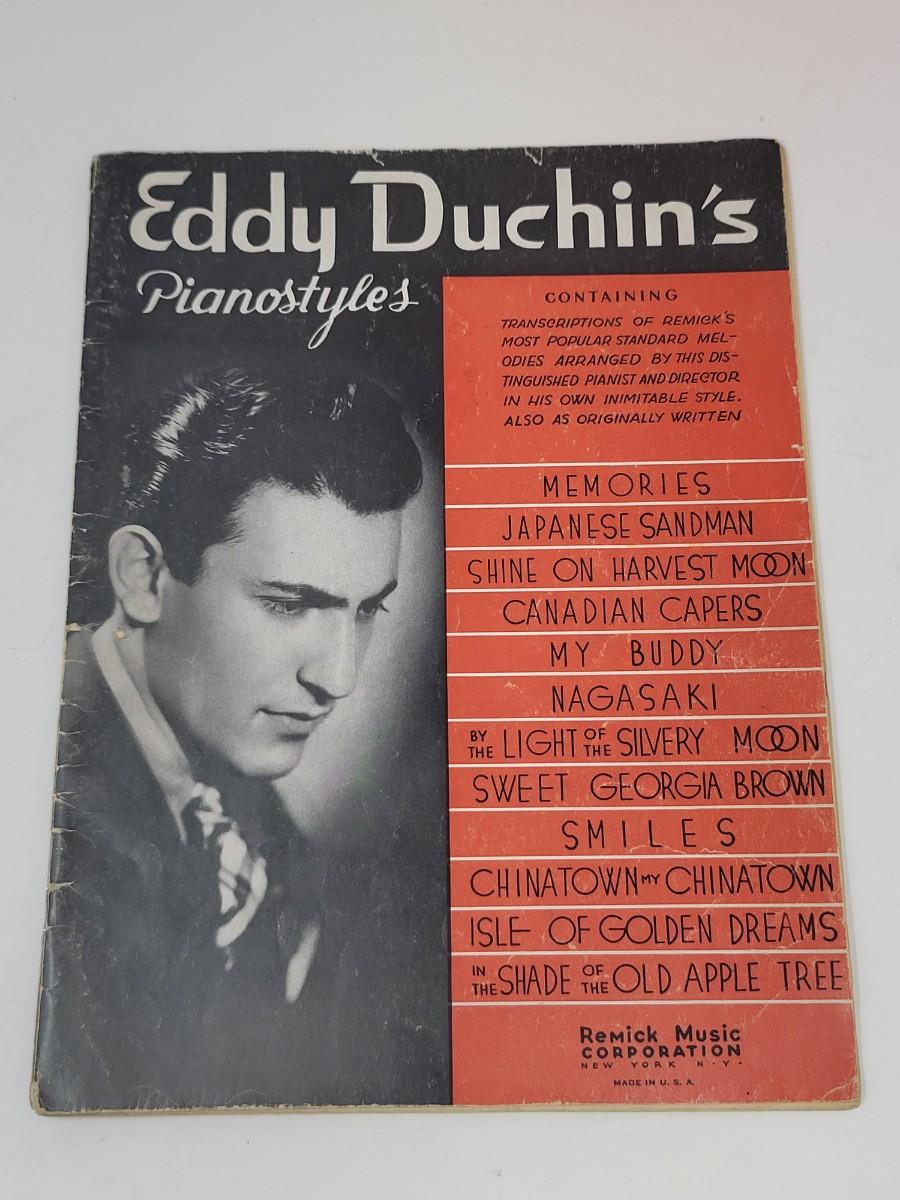 Eddy Duchin's
Pianostyles
CONTAINING
TRANSCRIPTIONS OF REMICK'S
MOST POPULAR STANDARD MEL-
ODIES ARRANGED BY THIS DIS-
TINGUISHED PIANIST AND DIRECTOR
IN HIS OWN INIMITABLE STYLE.
ALSO AS ORIGINALLY WRITTEN
MEMORIES
JAPANESE SANDMAN
SHINE ON HARVEST MOON
CANADIAN CAPERS
MY BUDDY
NAGASAKI
BY THE LIGHT OF THE SILVERY MOON
SWEET GEORGIA BROWN
SMILES
CHINATOWN MY CHINATOWN
ISLE OF GOLDEN DREAMS
IN THE SHADE OF THE OLD APPLE TREE
Remick Music
CORPORATION
NEW YORK N.Y.
MADE IN U.S.A.